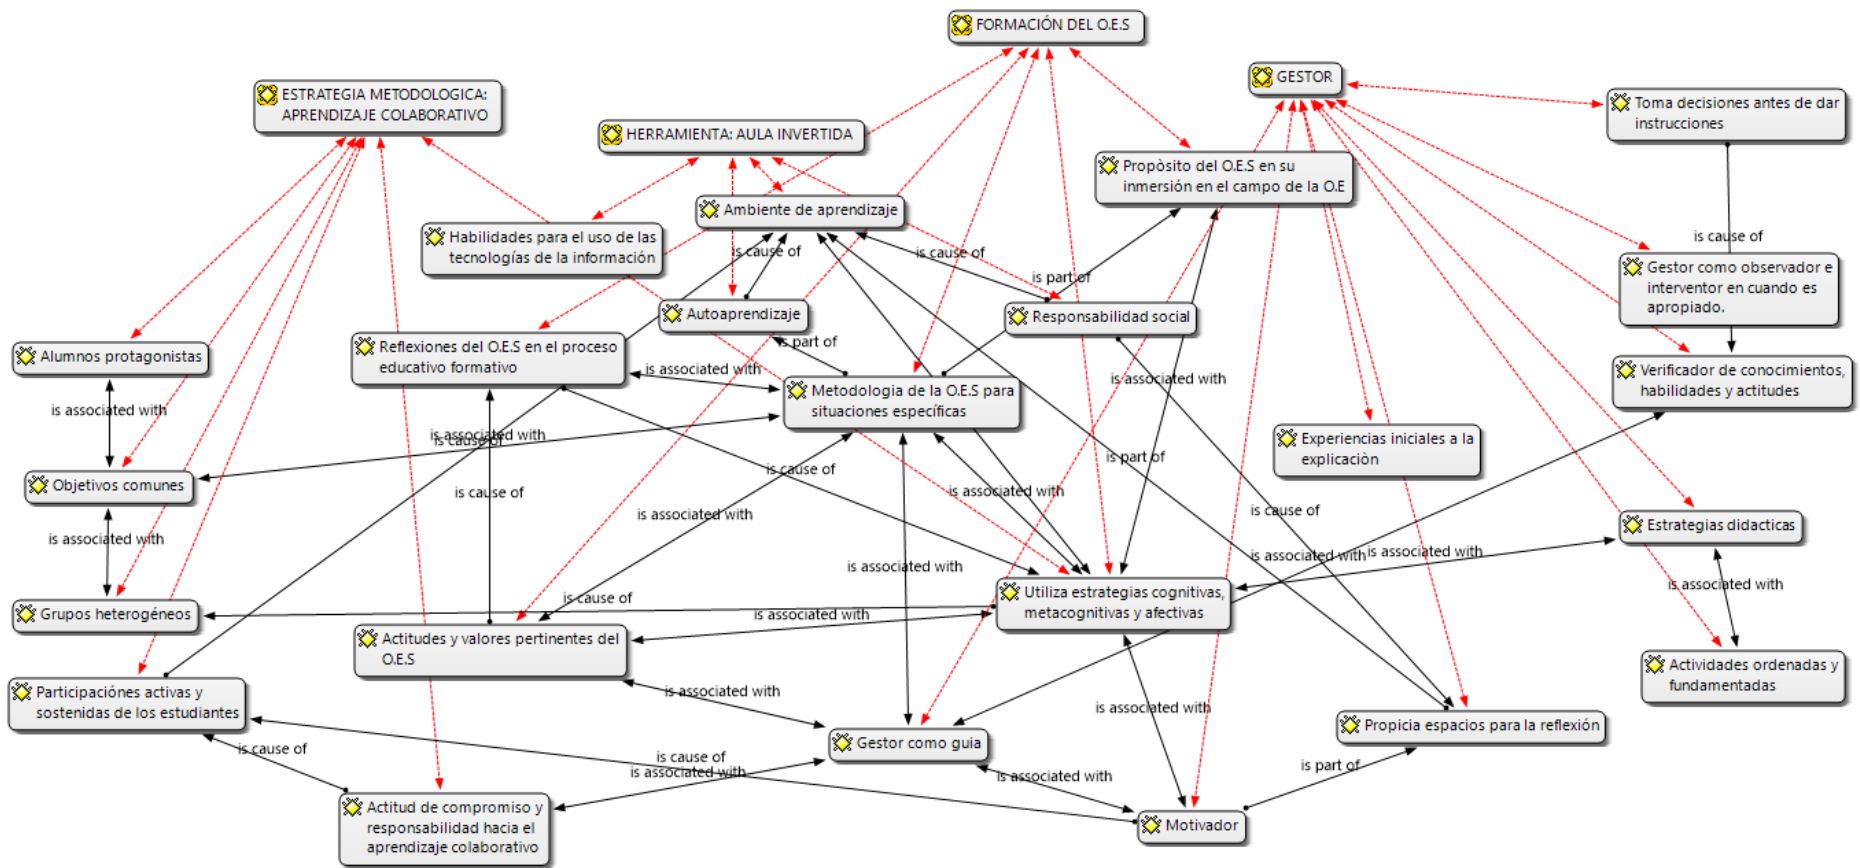 FORMACIÓN DEL O.E.S
GESTOR
ESTRATEGIA METODOLOGICA:
APRENDIZAJE COLABORATIVO
Toma decisiones antes de dar
instrucciones
HERRAMIENTA: AULA INVERTIDA
Propòsito del O.E.S en su
inmersión en el campo de la O.E
Ambiente de aprendizaje
Habilidades para el uso de las
tecnologías de la información
is cause of
is cause of
is cause of
is part of
Gestor como observador e
interventor en cuando es
apropiado.
Autoaprendizaje
Responsabilidad social
Alumnos protagonistas
Reflexiones del O.E.S en el proceso
educativo formativo
is part of
is associated with
is associated with
Verificador de conocimientos,
habilidades y actitudes
Metodologia de la O.E.S para
situaciones específicas
is associated with
is associated with
is cause of
Experiencias iniciales a la
explicaciòn
is part of
is cause of
Objetivos comunes
is cause of
is associated with
is associated with
is cause of
Estrategias didacticas
is associated with
is associated with
is associated with
is associated with
is associated with
Utiliza estrategias cognitivas,
metacognitivas y afectivas
is cause of
Grupos heterogéneos
is associated with
Actitudes y valores pertinentes del
O.E.S
Actividades ordenadas y
fundamentadas
is associated with
Participaciónes activas y
sostenidas de los estudiantes
is associated with
Propicia espacios para la reflexión
Gestor como guia
is cause of
is cause of
is associated with
is associated with
is part of
Actitud de compromiso y
responsabilidad hacia el
aprendizaje colaborativo
Motivador